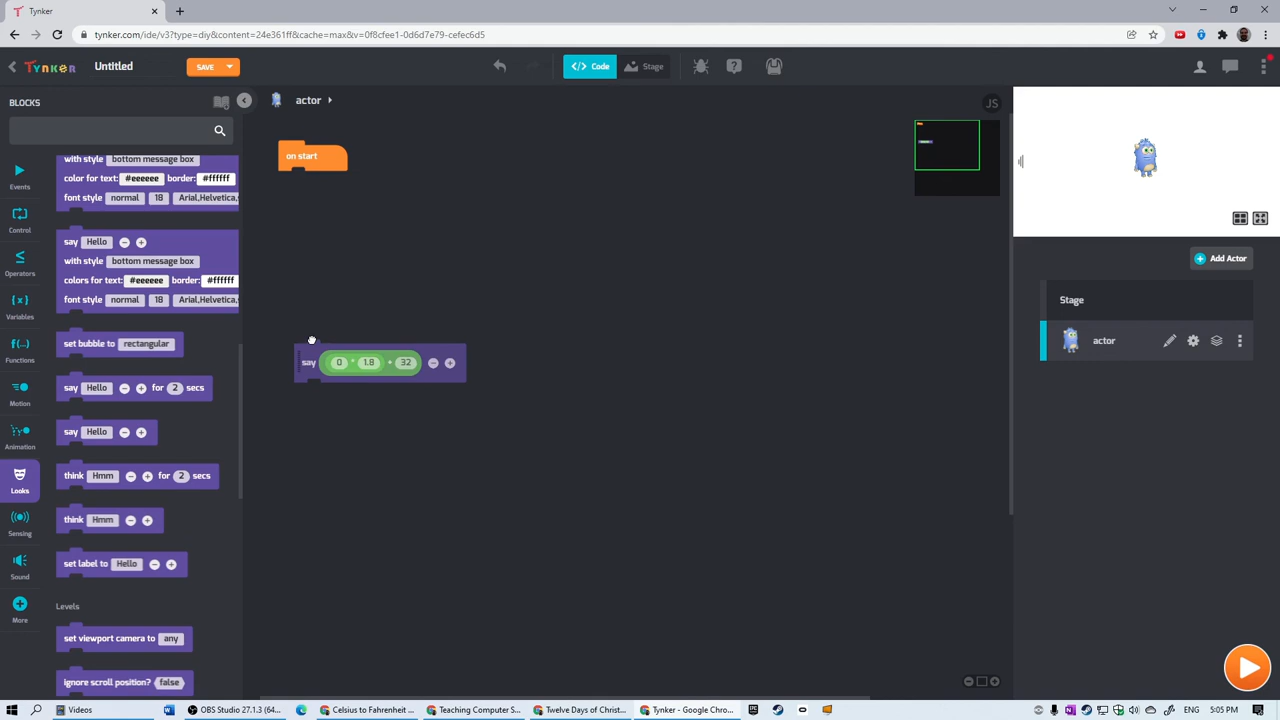 Tynker
tynker.com/ide/v3?type=diy&content=24e361ff&cache=max&v=0f8cfee1-0d6d7e79-cefec6d5
TYNKER
Untitled
SAVE
</> Code
Stage
BLOCKS
actor
JS
Events
Control
Operators
{x}
Variables
f(...)
Functions
Motion
Animation
Looks
Sensing
Sound
More
with style bottom message box
color for text: #eeeeee border: #ffffff
font style normal 18 Arial,Helvetica,
say Hello
with style bottom message box
colors for text: #eeeeee border: #ffffff
font style normal 18 Arial,Helvetica,
set bubble to rectangular
say Hello for 2 secs
say Hello
think Hmm for 2 secs
think Hmm
set label to Hello
Levels
set viewport camera to any
ignore scroll position? false
on start
say 0 * 1.8 + 32
Add Actor
Stage
actor
Videos
OBS Studio 27.1.3 (6...
Celsius to Fahrenheit ...
Teaching Computer S...
Twelve Days of Christ...
Tynker - Google Chro...
ENG
5:05 PM